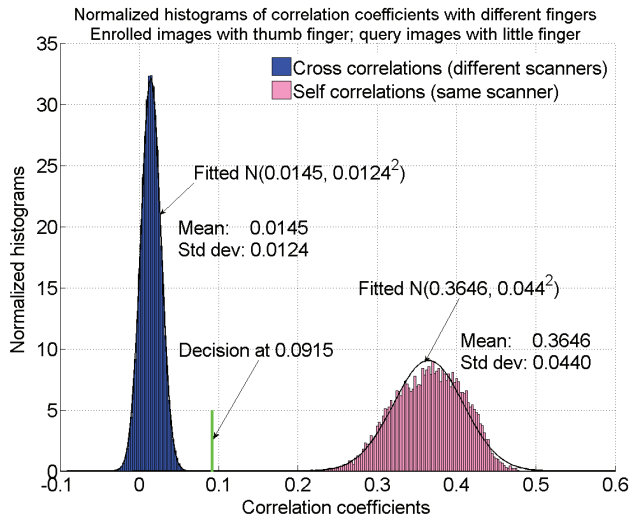 Normalized histograms of correlation coefficients with different fingers
Enrolled images with thumb finger; query images with little finger
Cross correlations (different scanners)
Self correlations (same scanner)
Fitted N(0.0145, 0.0124²)
Mean: 0.0145
Std dev: 0.0124
Fitted N(0.3646, 0.044²)
Mean: 0.3646
Std dev: 0.0440
Decision at 0.0915
Normalized histograms
35
30
25
20
15
10
5
0
-0.1 0 0.1 0.2 0.3 0.4 0.5 0.6
Correlation coefficients